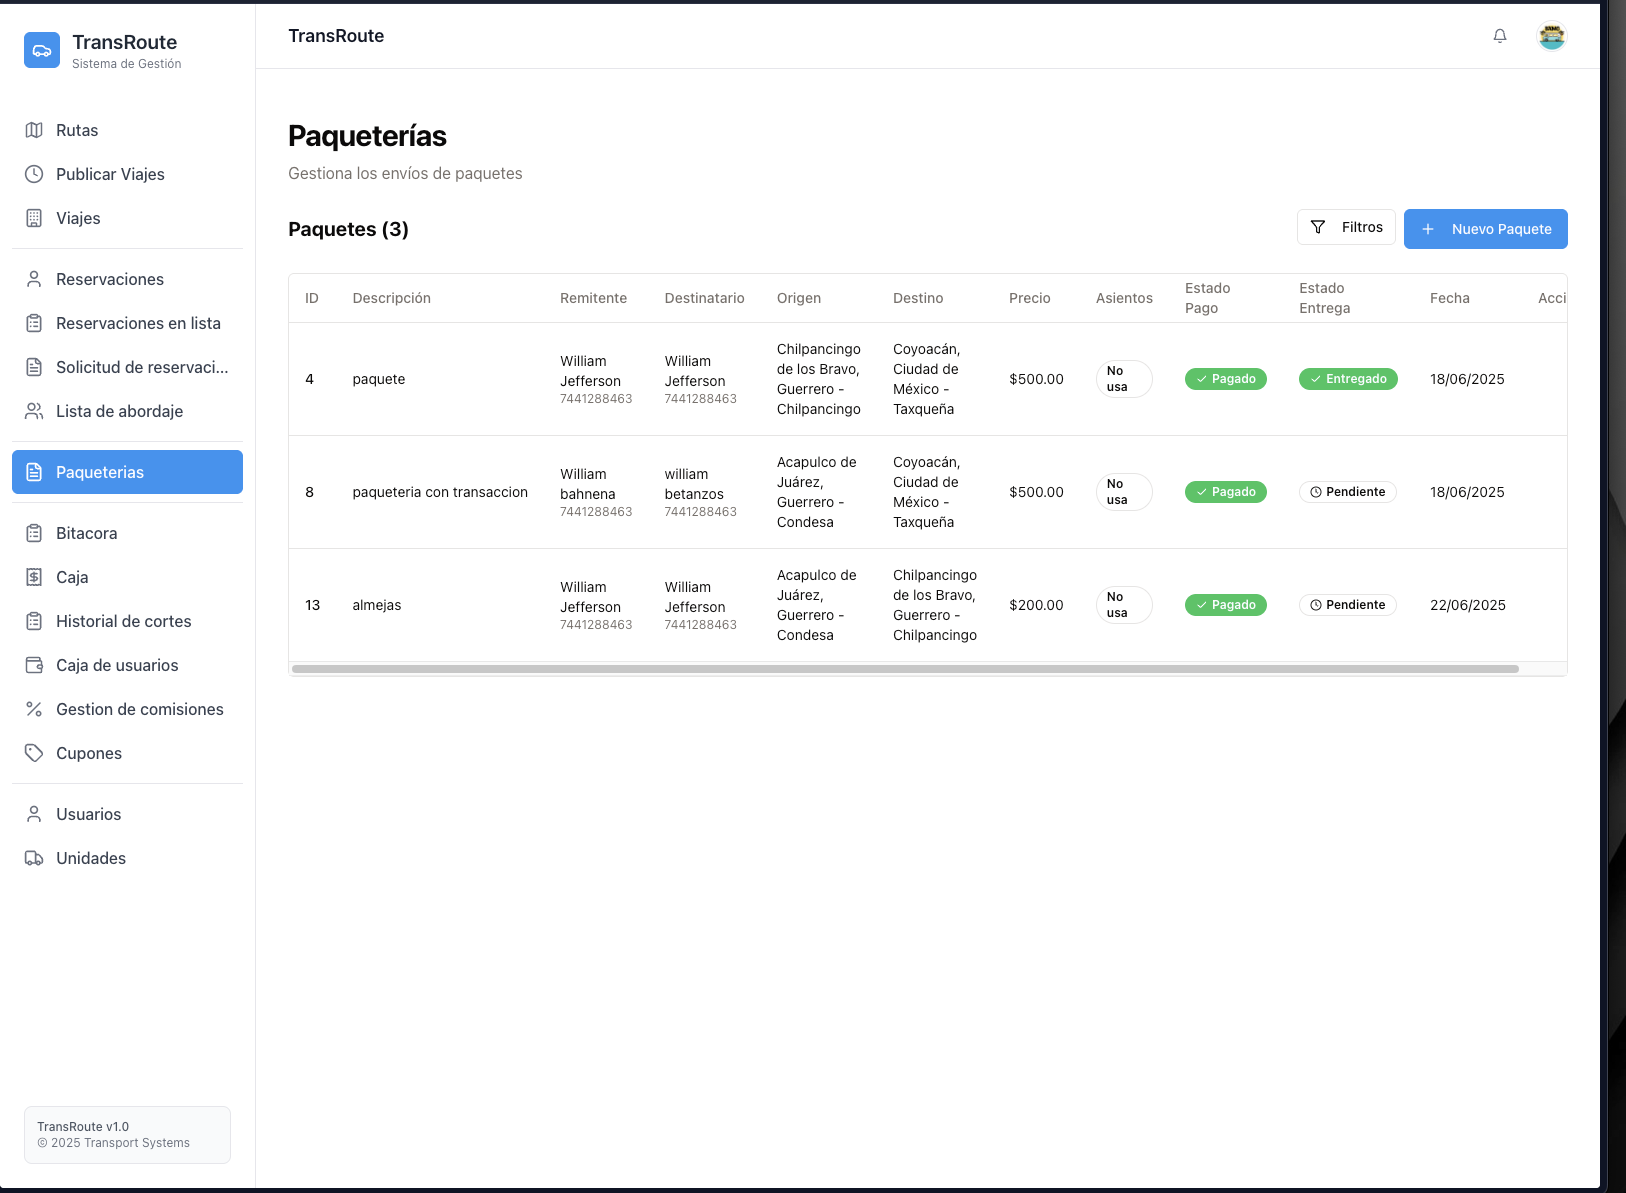 TransRoute
Sistema de Gestión
TransRoute
Rutas
Publicar Viajes
Viajes
Reservaciones
Reservaciones en lista
Solicitud de reservaci...
Lista de abordaje
Paqueterias
Bitacora
Caja
Historial de cortes
Caja de usuarios
Gestion de comisiones
Cupones
Usuarios
Unidades
TransRoute v1.0
© 2025 Transport Systems
Paqueterías
Gestiona los envíos de paquetes
Paquetes (3)
Filtros
Nuevo Paquete
ID Descripción Remitente Destinatario Origen Destino Precio Asientos Estado Pago Estado Entrega Fecha Acci
4
paquete
William
Jefferson
7441288463
William
Jefferson
7441288463
Chilpancingo
de los Bravo,
Guerrero -
Chilpancingo
Coyoacán,
Ciudad de
México -
Taxqueña
$500.00
No
usa
Pagado
Entregado
18/06/2025
8
paqueteria con transaccion
William
bahnena
7441288463
william
betanzos
7441288463
Acapulco de
Juárez,
Guerrero -
Condesa
Coyoacán,
Ciudad de
México -
Taxqueña
$500.00
No
usa
Pagado
Pendiente
18/06/2025
13
almejas
William
Jefferson
7441288463
William
Jefferson
7441288463
Acapulco de
Juárez,
Guerrero -
Condesa
Chilpancingo
de los Bravo,
Guerrero -
Chilpancingo
$200.00
No
usa
Pagado
Pendiente
22/06/2025